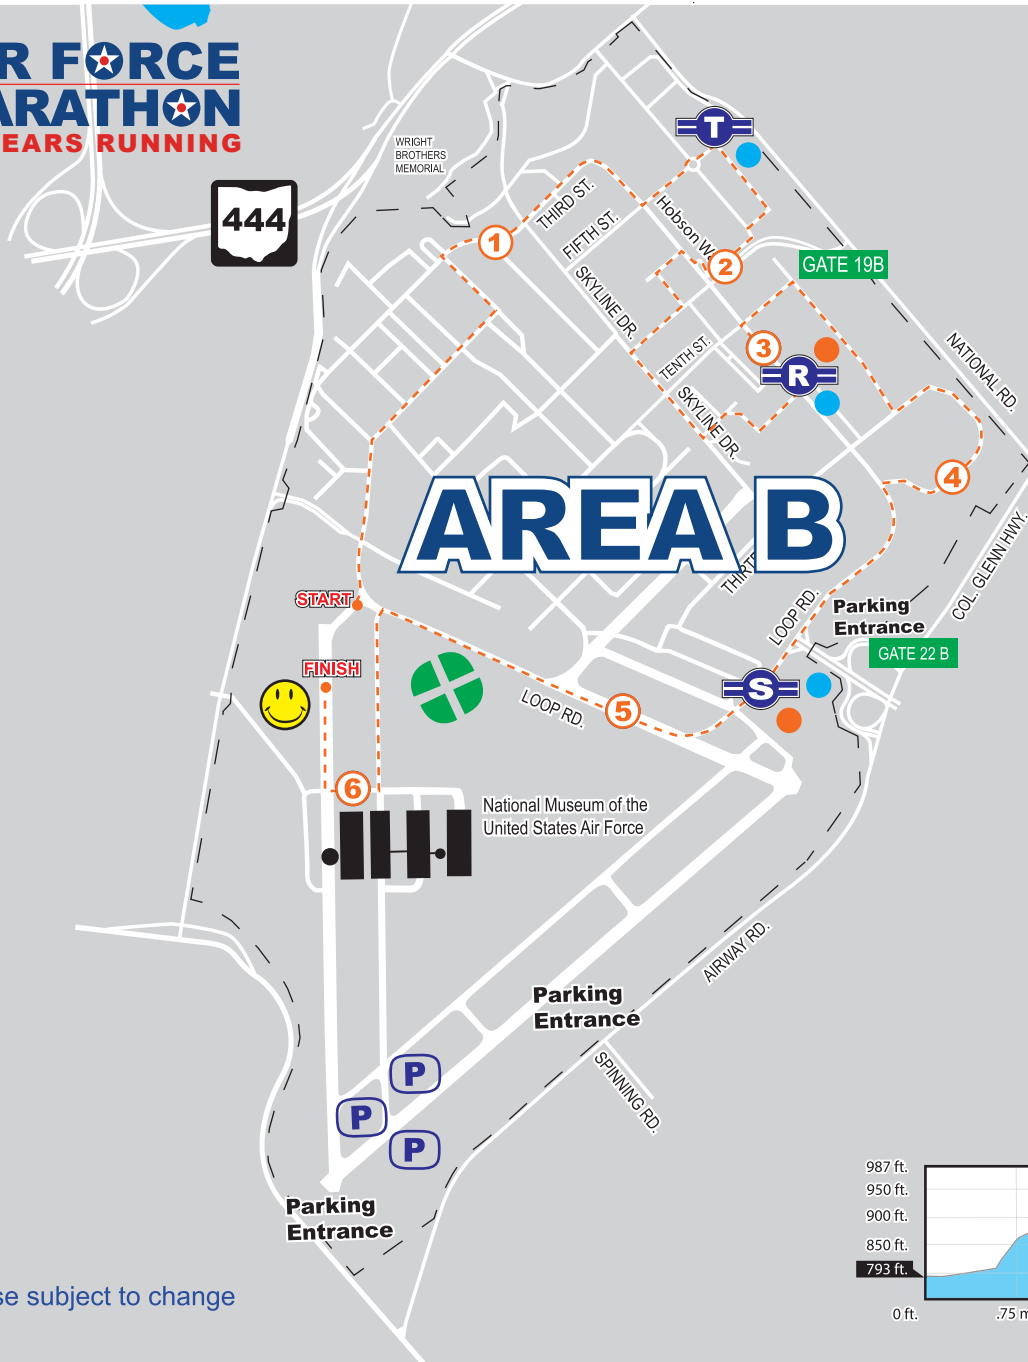 R FORCE
ARATHON
EARS RUNNING
444
WRIGHT
BROTHERS
MEMORIAL
T
THIRD ST.
FIFTH ST.
Hobson Wa
1
2
GATE 19B
SKYLINE DR.
NATIONAL RD.
3
TENTH ST.
R
SKYLINE DR.
4
AREA B
COL. GLENN HWY.
THIRTE
LOOP RD.
START
Parking
Entrance
GATE 22 B
FINISH
S
LOOP RD.
5
6
National Museum of the
United States Air Force
AIRWAY RD.
Parking
Entrance
SPINNING RD.
P
P
P
Parking
Entrance
987 ft.
950 ft.
900 ft.
850 ft.
793 ft.
0 ft.
.75 m
se subject to change